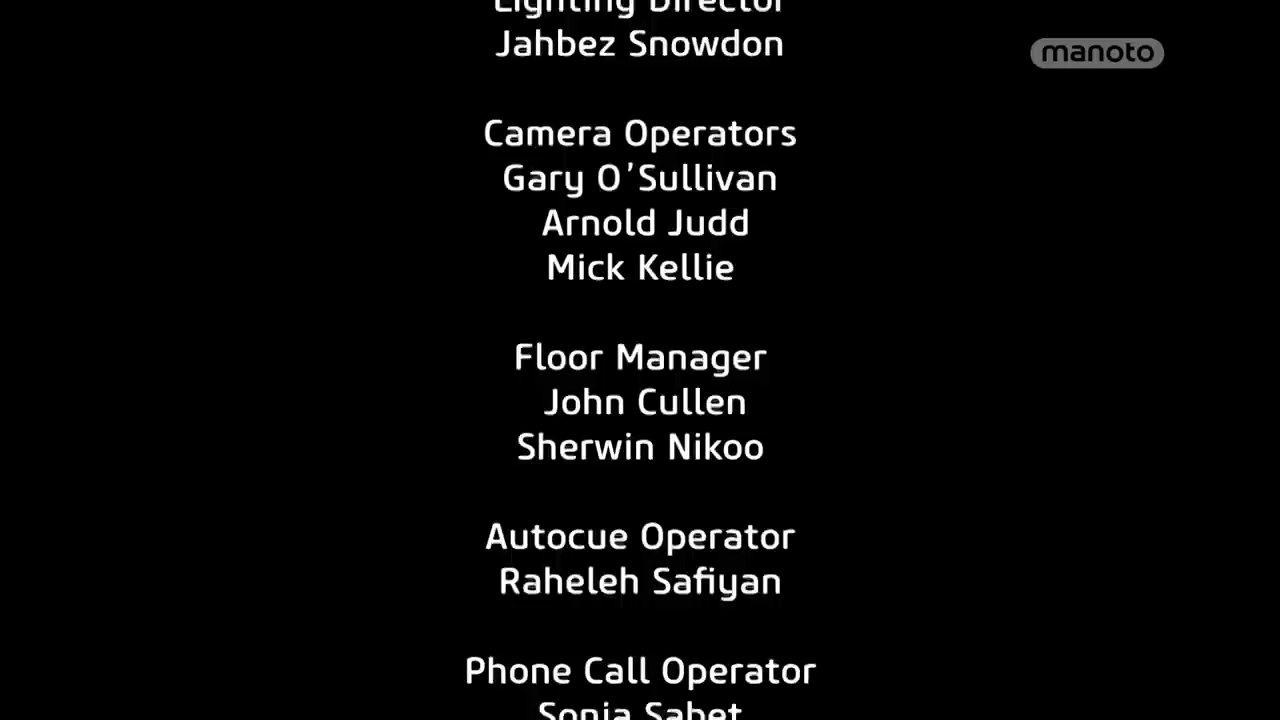 Lighting Director
Jahbez Snowdon
manoto
Camera Operators
Gary O'Sullivan
Arnold Judd
Mick Kellie
Floor Manager
John Cullen
Sherwin Nikoo
Autocue Operator
Raheleh Safiyan
Phone Call Operator
Sonia Sabet